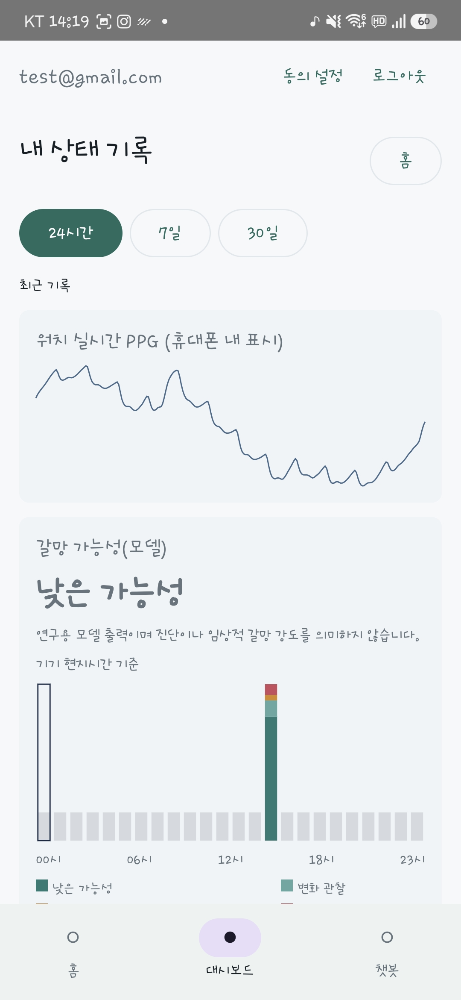 KT 14:19 6 HD 60
test@gmail.com 동의 설정 로그아웃
내 상태 기록 홈
24시간 7일 30일
최근 기록
워치 실시간 PPG (휴대폰 내 표시)
갈망 가능성(모델)
낮은 가능성
연구용 모델 출력이며 진단이나 임상적 갈망 강도를 의미하지 않습니다.
기기 현지시간 기준
00시 06시 12시 18시 23시
낮은 가능성 변화 관찰
홈 대시보드 챗봇